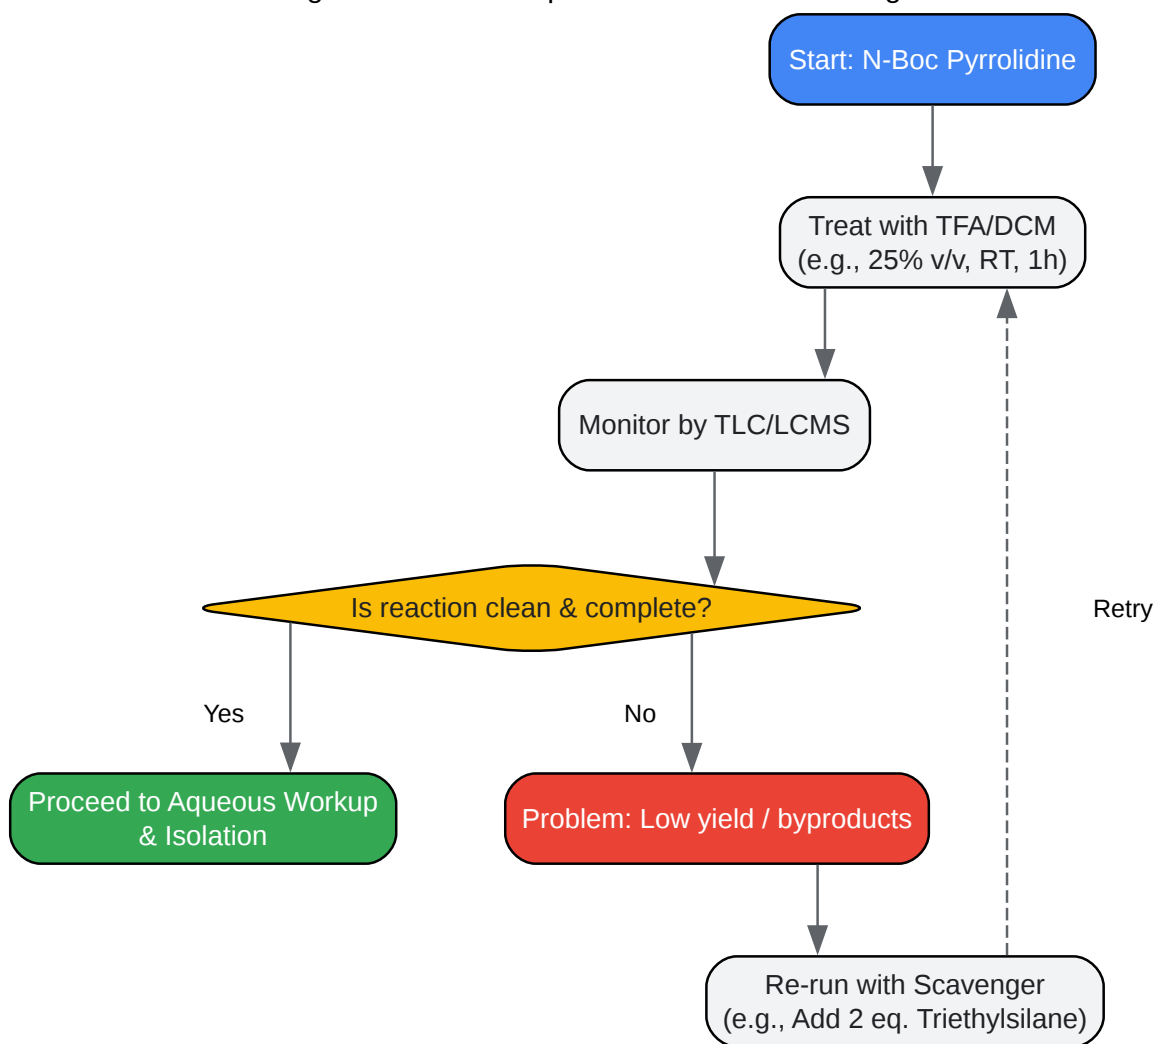 Start: N-Boc Pyrrolidine
Treat with TFA/DCM
(e.g., 25% v/v, RT, 1h)
Monitor by TLC/LCMS
Is reaction clean & complete?
Retry
Yes
No
Proceed to Aqueous Workup
& Isolation
Problem: Low yield / byproducts
Re-run with Scavenger
(e.g., Add 2 eq. Triethylsilane)